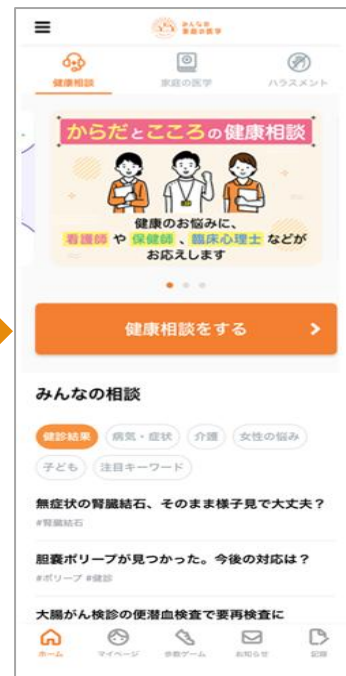 みんなの
家庭の医学
健康相談
家庭の医学
ハラスメント
からだとこころの健康相談
健康のお悩みに、
看護師 や 保健師 、臨床心理士 などが
お応えします
健康相談をする
みんなの相談
健診結果 病気・症状 介護 女性の悩み
子ども 注目キーワード
無症状の腎臓結石、そのまま様子見で大丈夫？
#腎臓結石
胆嚢ポリープが見つかった。今後の対応は？
#ポリープ #健診
大腸がん検診の便潜血検査で要再検査に
ホーム マイページ 歩数ゲーム お知らせ 記録